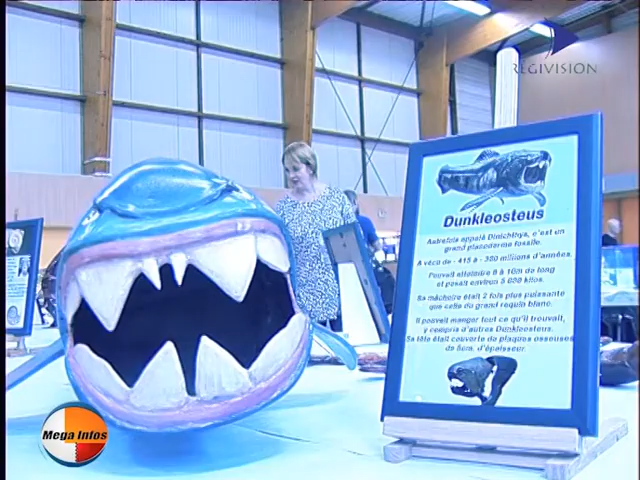 REGIVISION
Dunkleosteus
Autrefois appelé Dinichthys, c'est un
grand placoderme fossile.
A vécu de - 415 à - 360 millions d'années.
Pouvait atteindre 8 à 10m de long
et pesait 5 600 kilos.
Sa mâchoire était 2 fois plus puissante
que celle du grand requin blanc.
Il pouvait manger tout ce qu'il trouvait,
y compris d'autres Dunkleosteus.
Sa tête était couverte de plaques osseuses
de 5cm. d'épaisseur.
Mega Infos